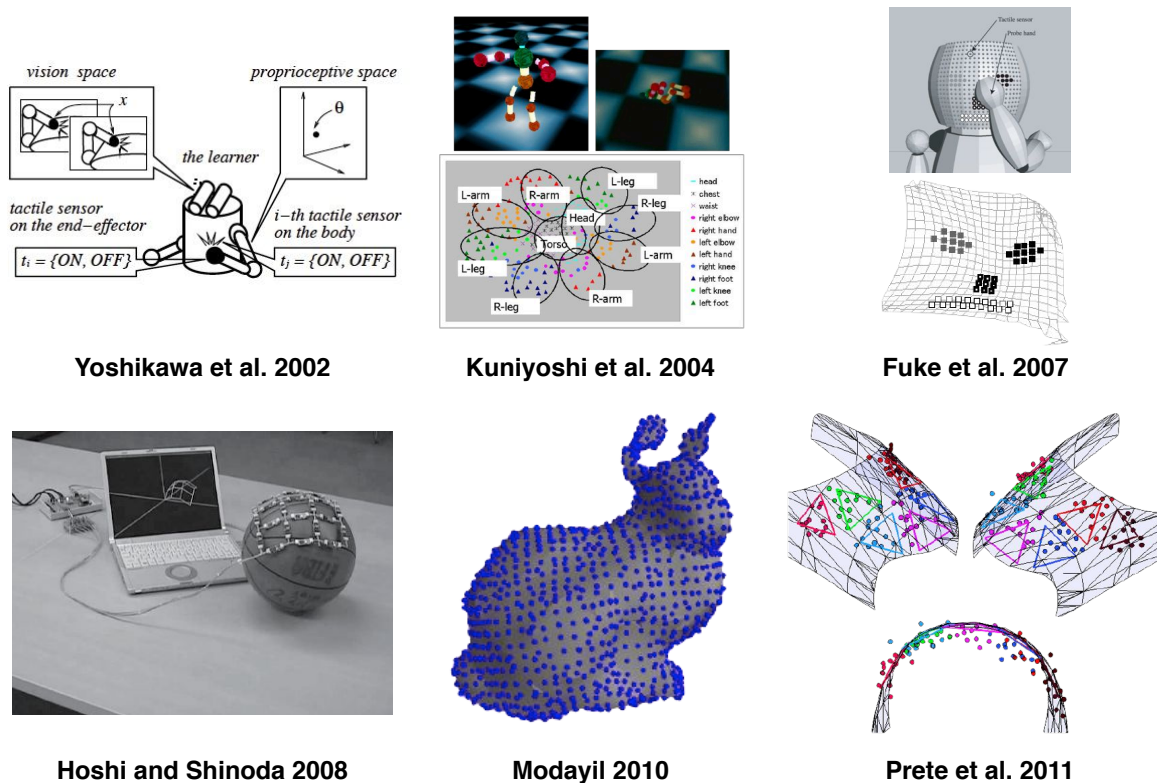 vision space
proprioceptive space
x
θ
the learner
tactile sensor
on the end-effector
i-th tactile sensor
on the body
t_i = {ON, OFF}
t_j = {ON, OFF}
Yoshikawa et al. 2002
L-arm
R-arm
L-leg
R-leg
Head
Torso
L-leg
L-arm
R-leg
R-arm
head
chest
waist
right elbow
right hand
left elbow
left hand
right knee
right foot
left knee
left foot
Kuniyoshi et al. 2004
Tactile sensor
Probe hand
Fuke et al. 2007
Hoshi and Shinoda 2008
Modayil 2010
Prete et al. 2011